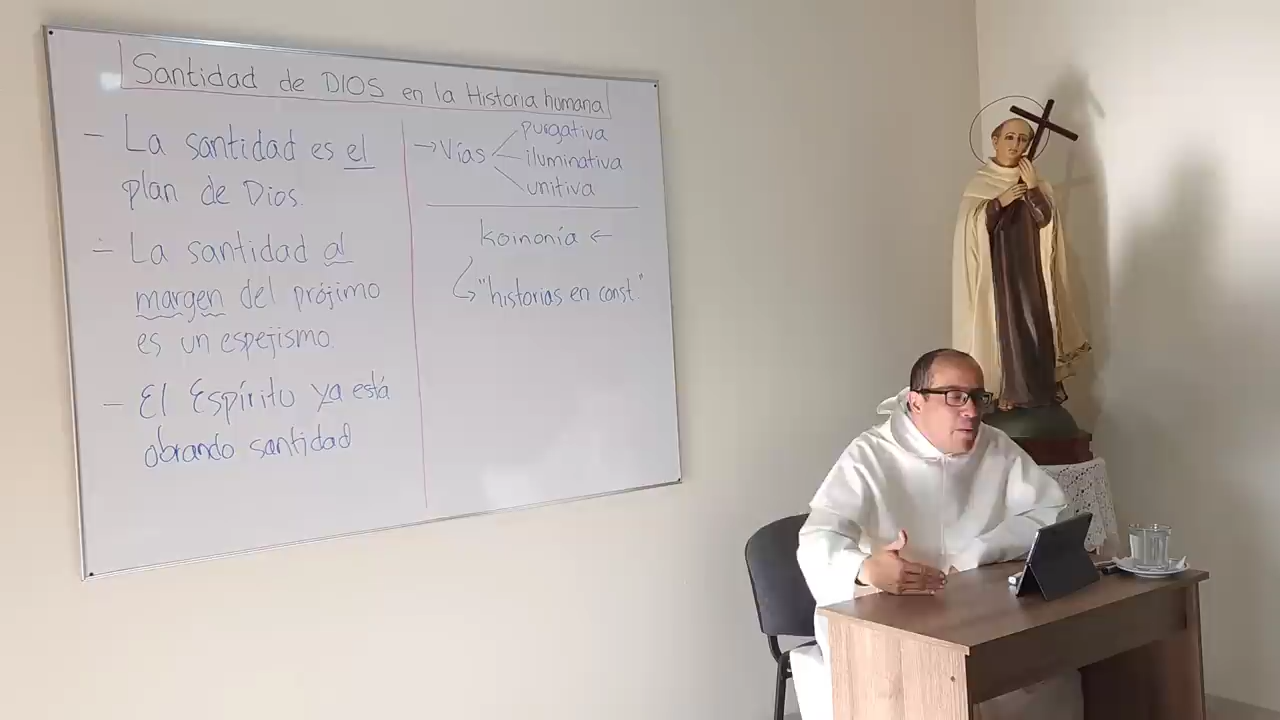 Santidad de DIOS en la Historia humana
- La santidad es el
plan de Dios.
- La santidad al
margen del prójimo
es un espejismo.
- El Espíritu ya está
obrando santidad
→ Vías
purgativa
iluminativa
unitiva
Koinonía ←
"historias en const"